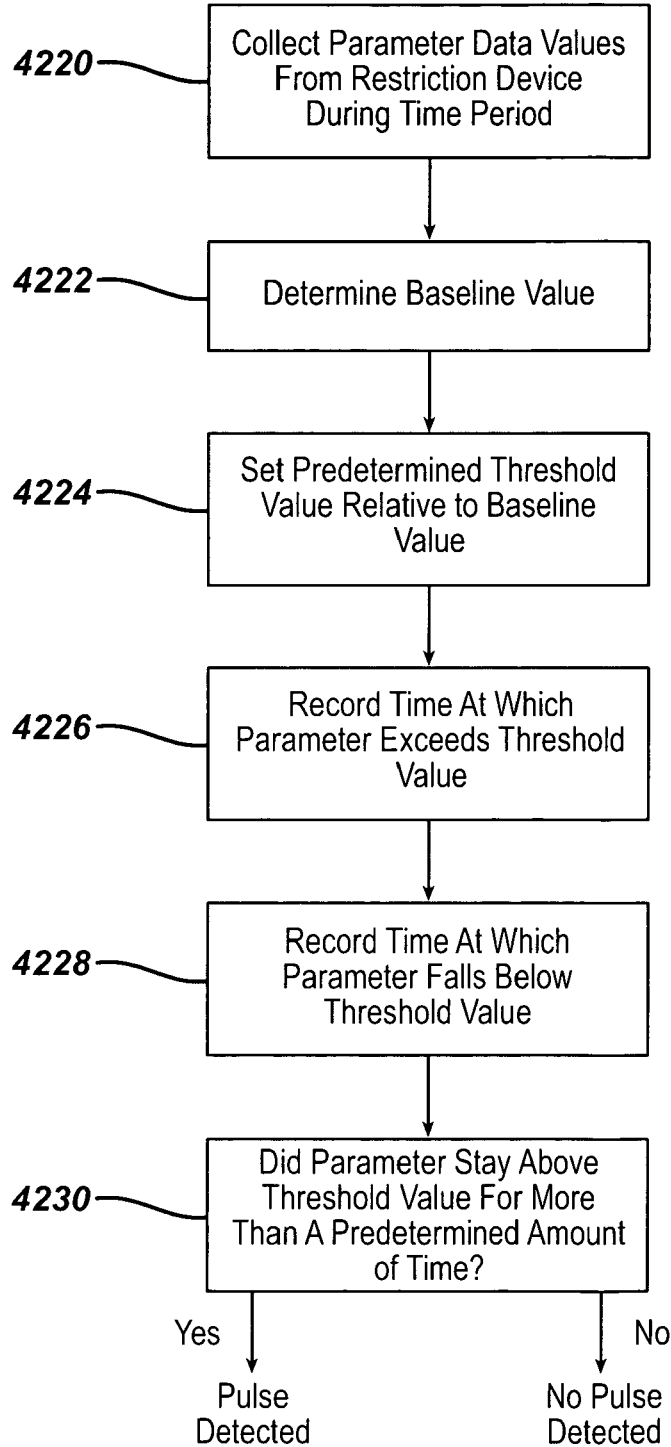 4220
Collect Parameter Data Values
From Restriction Device
During Time Period
4222
Determine Baseline Value
4224
Set Predetermined Threshold
Value Relative to Baseline
Value
4226
Record Time At Which
Parameter Exceeds Threshold
Value
4228
Record Time At Which
Parameter Falls Below
Threshold Value
4230
Did Parameter Stay Above
Threshold Value For More
Than A Predetermined Amount
of Time?
Yes
No
Pulse
Detected
No Pulse
Detected